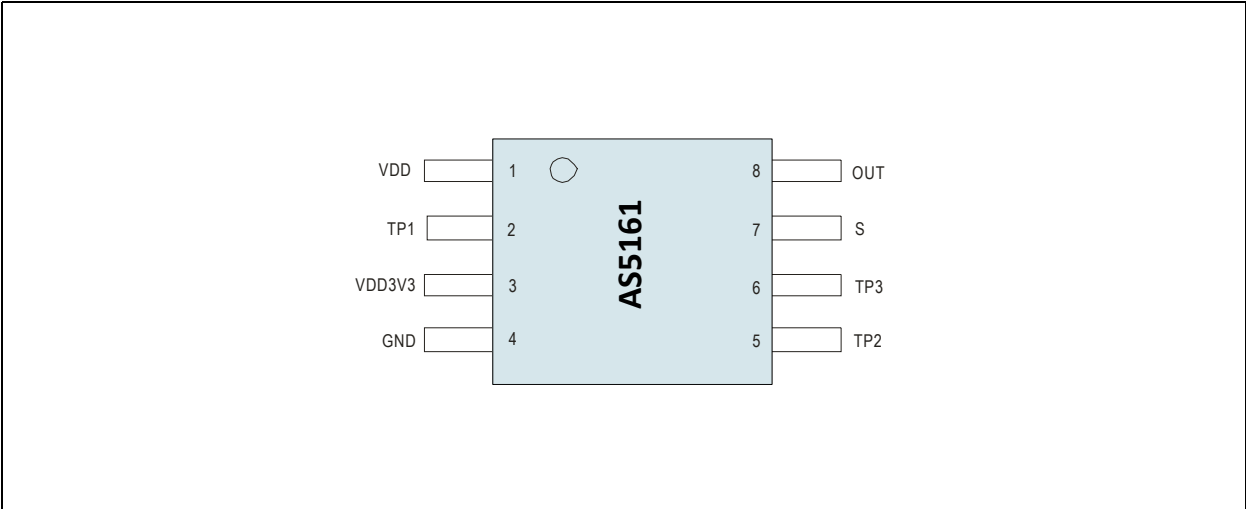 VDD 1 8 OUT
TP1 2 7 S
VDD3V3 3 6 TP3
GND 4 5 TP2
AS5161